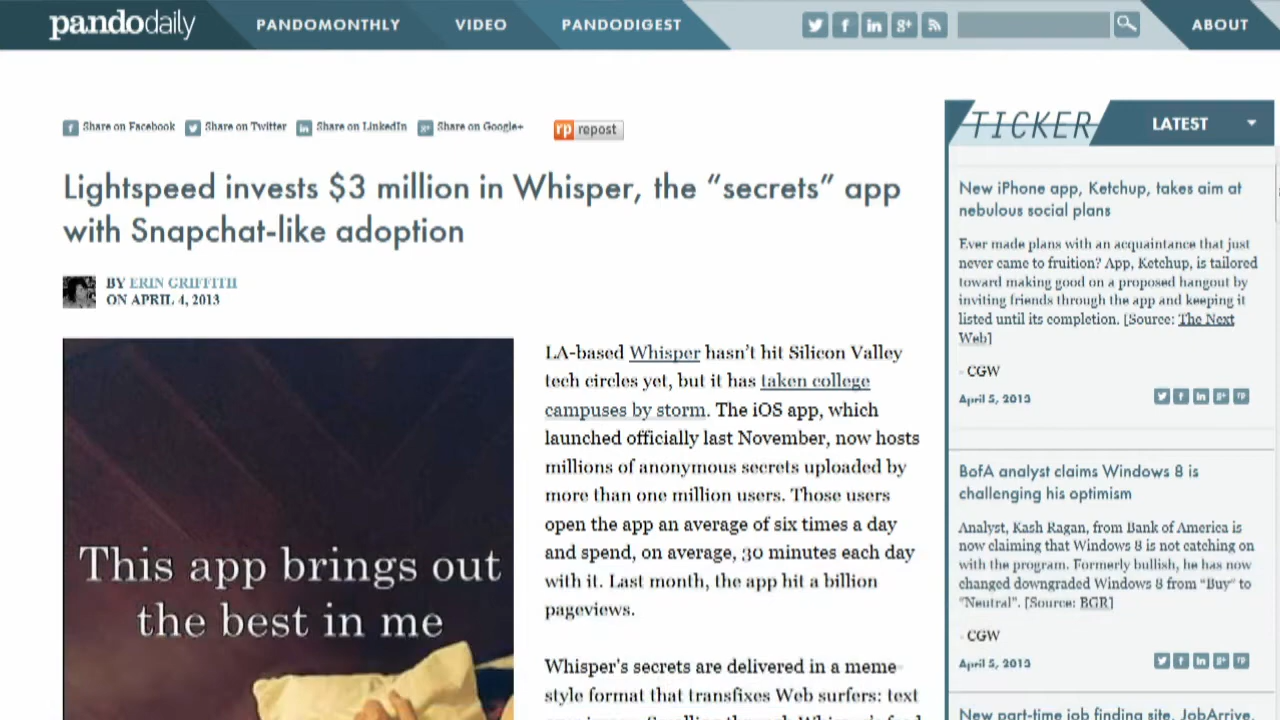 pandodaily
PANDOMONTHLY
VIDEO
PANDODIGEST
ABOUT
Share on Facebook
Share on Twitter
Share on LinkedIn
Share on Google+
rp repost
Lightspeed invests $3 million in Whisper, the “secrets” app
with Snapchat-like adoption
BY ERIN GRIFFITH
ON APRIL 4, 2013
This app brings out
the best in me
LA-based Whisper hasn’t hit Silicon Valley
tech circles yet, but it has taken college
campuses by storm. The iOS app, which
launched officially last November, now hosts
millions of anonymous secrets uploaded by
more than one million users. Those users
open the app an average of six times a day
and spend, on average, 30 minutes each day
with it. Last month, the app hit a billion
pageviews.
Whisper’s secrets are delivered in a meme-
style format that transfixes Web surfers: text
TICKER
LATEST
New iPhone app, Ketchup, takes aim at
nebulous social plans
Ever made plans with an acquaintance that just
never came to fruition? App, Ketchup, is tailored
toward making good on a proposed hangout by
inviting friends through the app and keeping it
listed until its completion. [Source: The Next
Web]
- CGW
April 5, 2013
BofA analyst claims Windows 8 is
challenging his optimism
Analyst, Kash Ragan, from Bank of America is
now claiming that Windows 8 is not catching on
with the program. Formerly bullish, he has now
changed downgraded Windows 8 from “Buy” to
“Neutral”. [Source: BGR]
- CGW
April 5, 2013
New part-time job finding site, JobArrive,